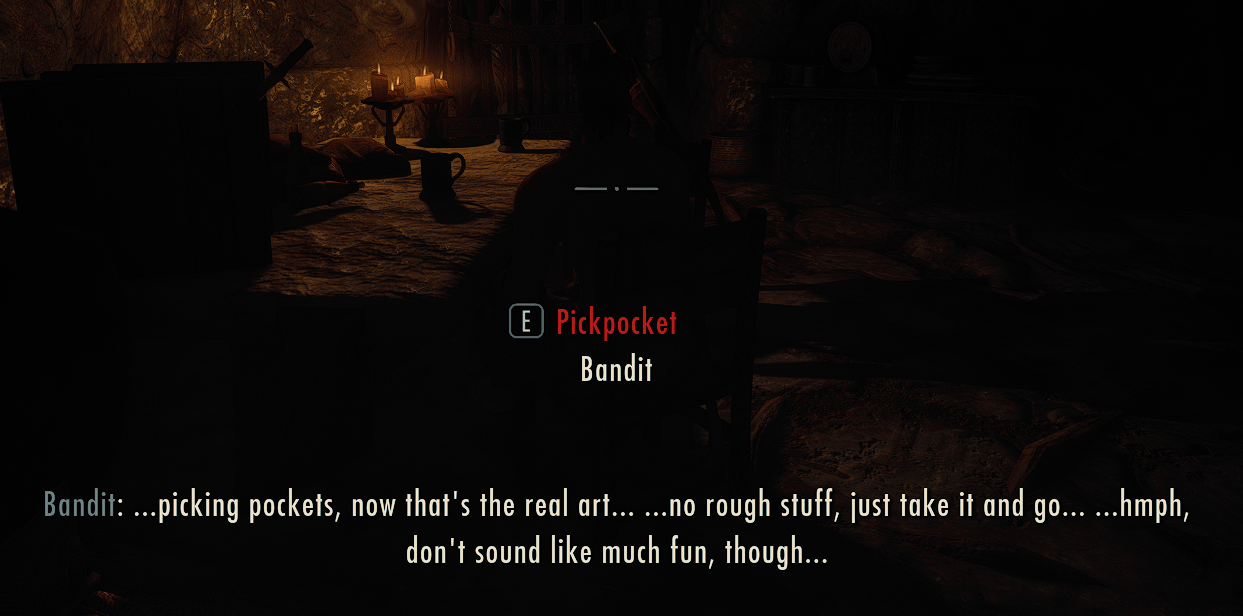 E Pickpocket
Bandit
Bandit: ...picking pockets, now that's the real art... ...no rough stuff, just take it and go... ...hmph,
don't sound like much fun, though...